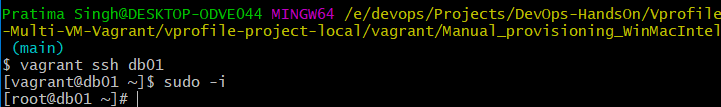 Pratima Singh@DESKTOP-ODVE044 MINGW64 /e/devops/Projects/DevOps-HandsOn/Vprofile
-Multi-VM-Vagrant/vprofile-project-local/vagrant/Manual_provisioning_WinMacIntel
(main)
$ vagrant ssh db01
[vagrant@db01 ~]$ sudo -i
[root@db01 ~]#